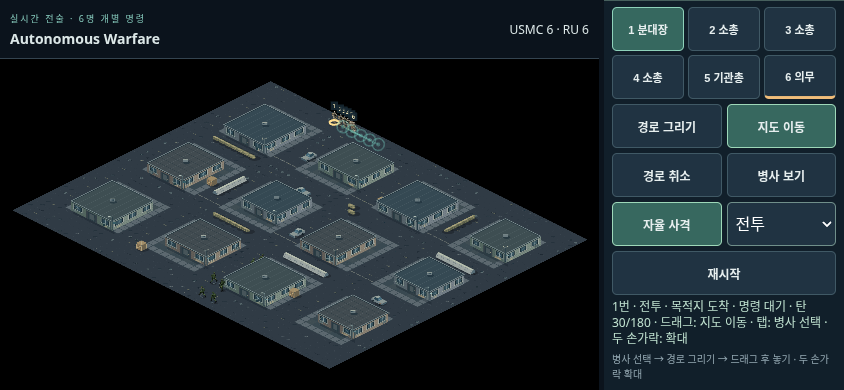 실시간 전술 · 6명 개별 명령
Autonomous Warfare
USMC 6 · RU 6
1 분대장
2 소총
3 소총
4 소총
5 기관총
6 의무
경로 그리기
지도 이동
경로 취소
병사 보기
자율 사격
전투
재시작
1번 · 전투 · 목적지 도착 · 명령 대기 · 탄
30/180 · 드래그: 지도 이동 · 탭: 병사 선택 ·
두 손가락: 확대
병사 선택 → 경로 그리기 → 드래그 후 놓기 · 두 손가
락 확대